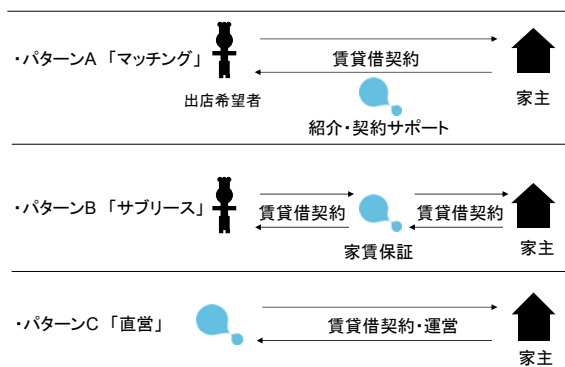 ・パターンA 「マッチング」
賃貸借契約
出店希望者
家主
紹介・契約サポート
・パターンB 「サブリース」
賃貸借契約
賃貸借契約
家賃保証
家主
・パターンC 「直営」
賃貸借契約・運営
家主